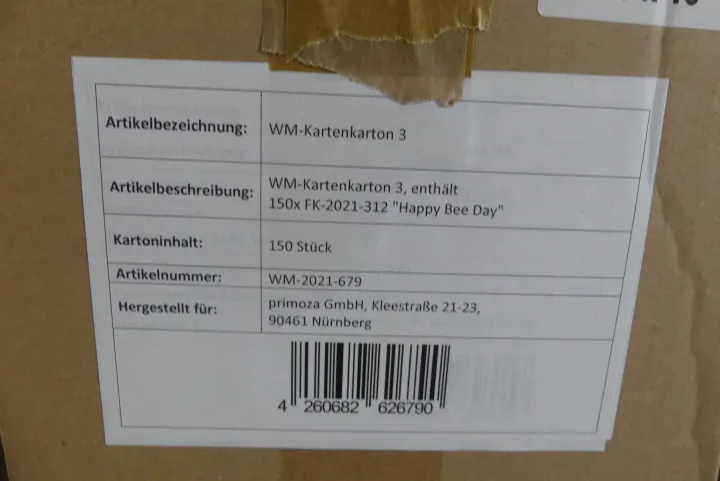 Artikelbezeichnung: WM-Kartenkarton 3
Artikelbeschreibung: WM-Kartenkarton 3, enthält
150x FK-2021-312 "Happy Bee Day"
Kartoninhalt: 150 Stück
Artikelnummer: WM-2021-679
Hergestellt für: primoza GmbH, Kleestraße 21-23,
90461 Nürnberg
4 260682 626790